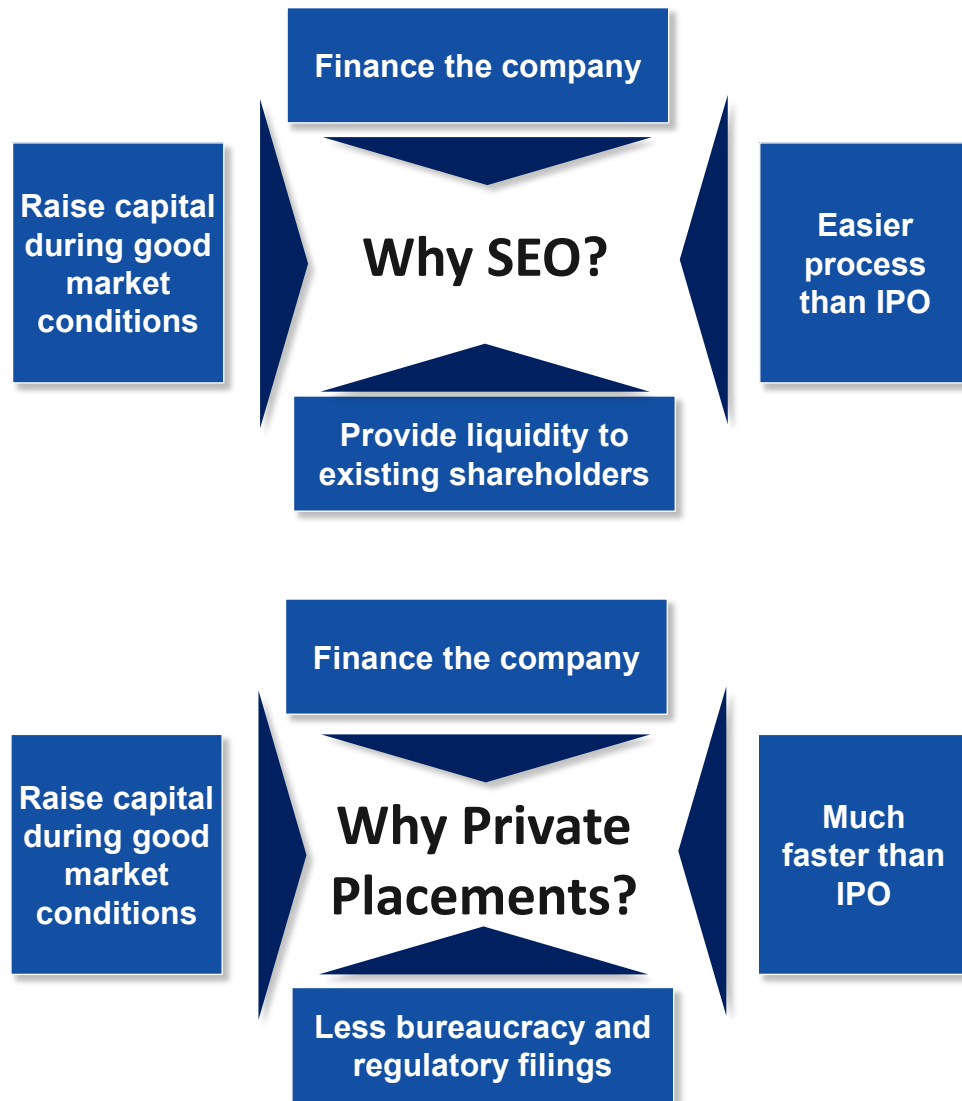 Finance the company
Raise capital
during good
market
conditions
Why SEO?
Easier
process
than IPO
Provide liquidity to
existing shareholders
Finance the company
Raise capital
during good
market
conditions
Why Private
Placements?
Much
faster than
IPO
Less bureaucracy and
regulatory filings